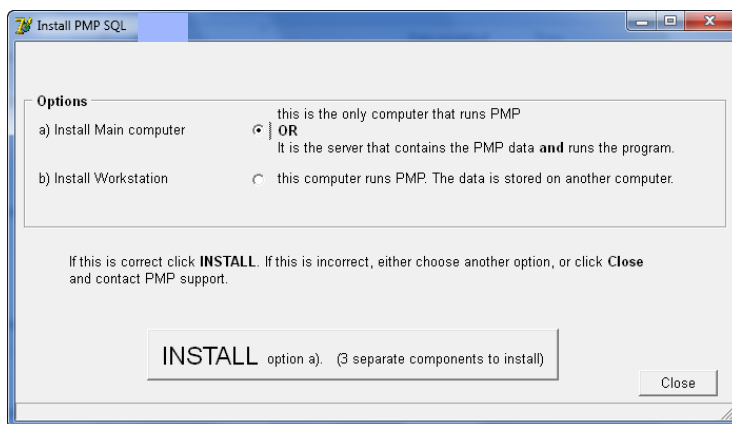 Install PMP SQL
Options
a) Install Main computer
this is the only computer that runs PMP
OR
It is the server that contains the PMP data and runs the program.
b) Install Workstation
this computer runs PMP. The data is stored on another computer.
If this is correct click INSTALL. If this is incorrect, either choose another option, or click Close
and contact PMP support.
INSTALL option a). (3 separate components to install)
Close